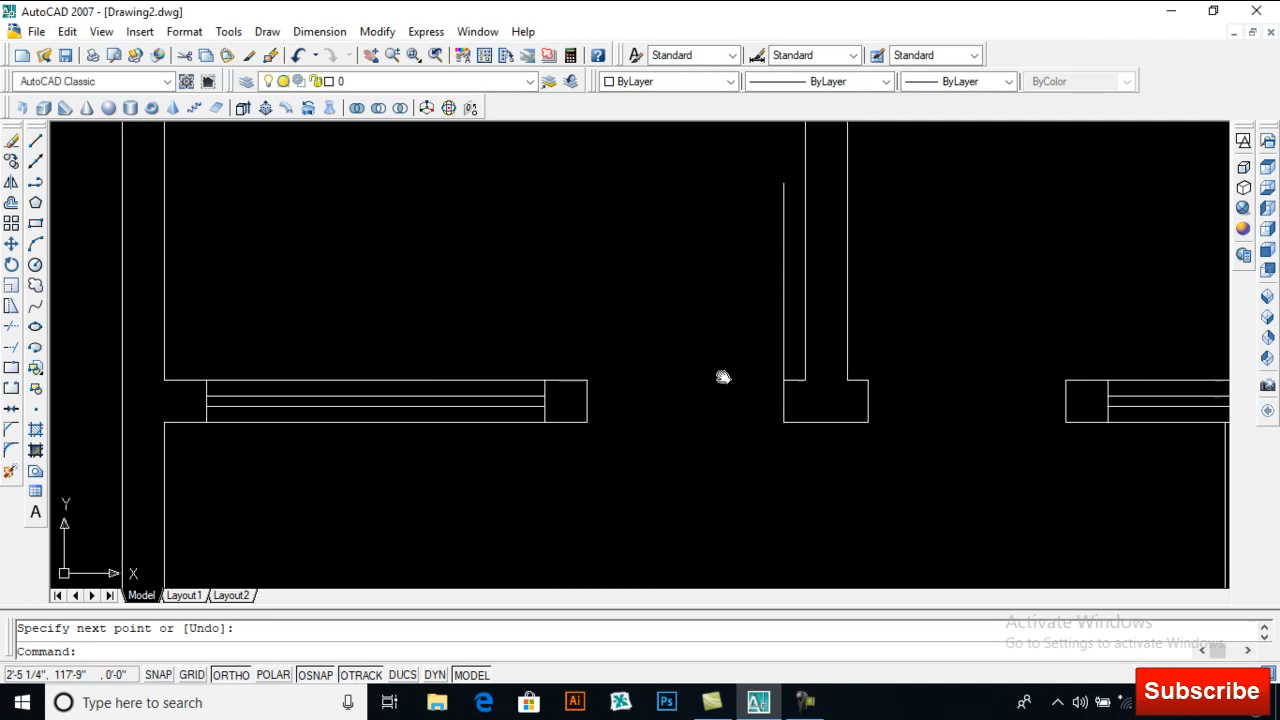 AutoCAD 2007 - [Drawing2.dwg]
File Edit View Insert Format Tools Draw Dimension Modify Express Window Help
Standard Standard Standard
AutoCAD Classic 0 ByLayer ByLayer ByLayer ByColor
Y
X
A
Model Layout1 Layout2
Specify next point or [Undo]:
Command:
Activate Windows
Go to Settings to activate Windows.
2'-5 1/4", 117'-9", 0'-0" SNAP GRID ORTHO POLAR OSNAP OTRACK DUCS DYN MODEL
Subscribe
Type here to search Ai Ps